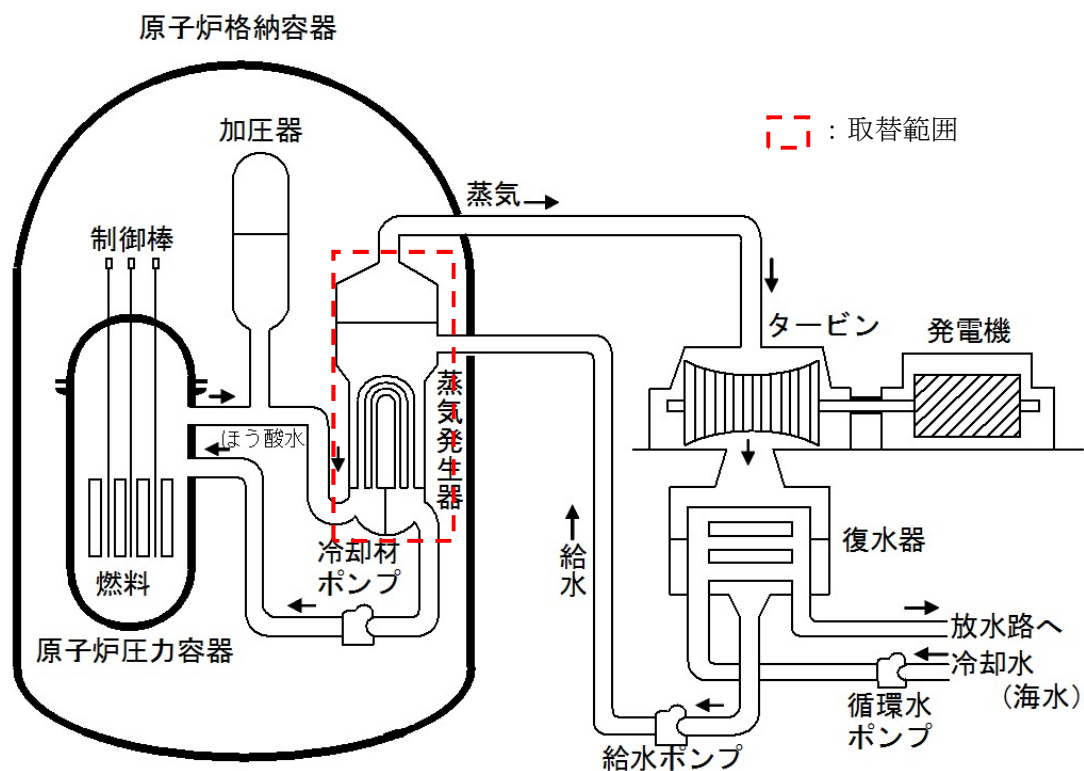 原子炉格納容器
加圧器
：取替範囲
蒸気
制御棒
タービン
発電機
蒸気発生器
ほう酸水
給水
復水器
冷却材
ポンプ
燃料
原子炉圧力容器
放水路へ
冷却水
（海水）
循環水
ポンプ
給水ポンプ